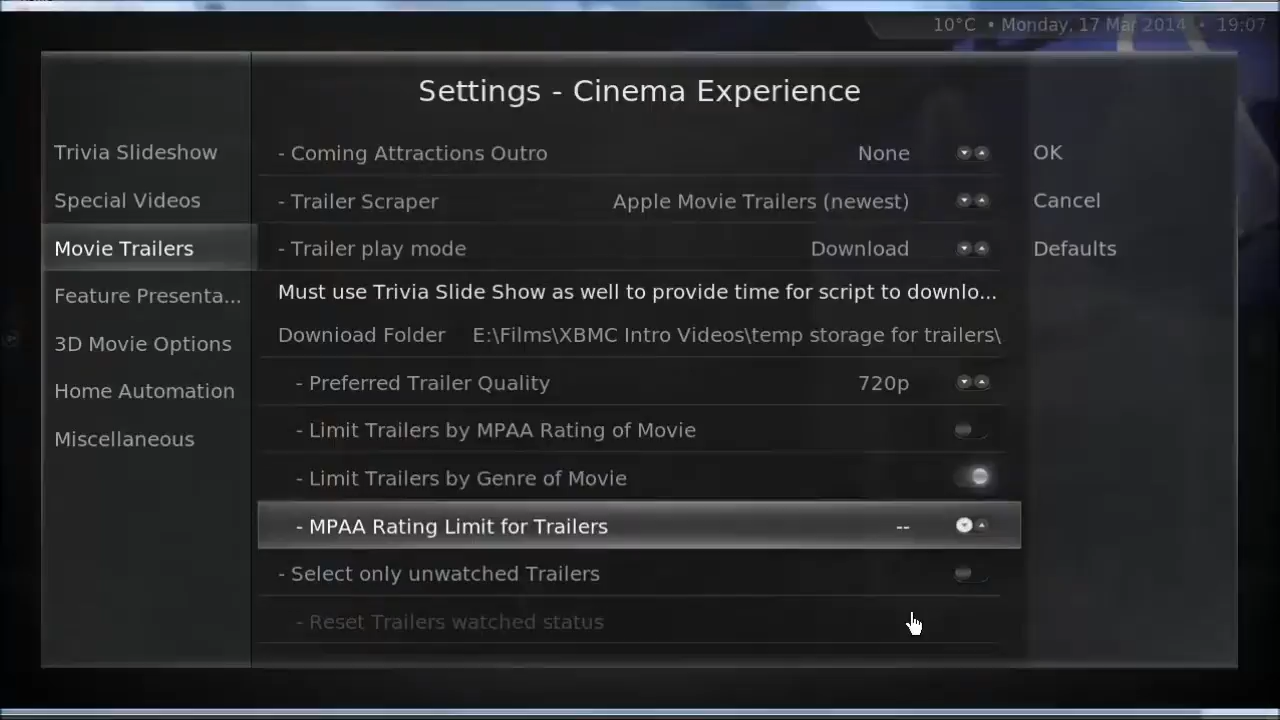 10°C • Monday, 17 Mar 2014 • 19:07
Settings - Cinema Experience
Trivia Slideshow
Special Videos
Movie Trailers
Feature Presenta...
3D Movie Options
Home Automation
Miscellaneous
- Coming Attractions Outro None
- Trailer Scraper Apple Movie Trailers (newest)
- Trailer play mode Download
Must use Trivia Slide Show as well to provide time for script to downlo...
Download Folder E:\Films\XBMC Intro Videos\temp storage for trailers\
- Preferred Trailer Quality 720p
- Limit Trailers by MPAA Rating of Movie
- Limit Trailers by Genre of Movie
- MPAA Rating Limit for Trailers --
- Select only unwatched Trailers
- Reset Trailers watched status
OK
Cancel
Defaults